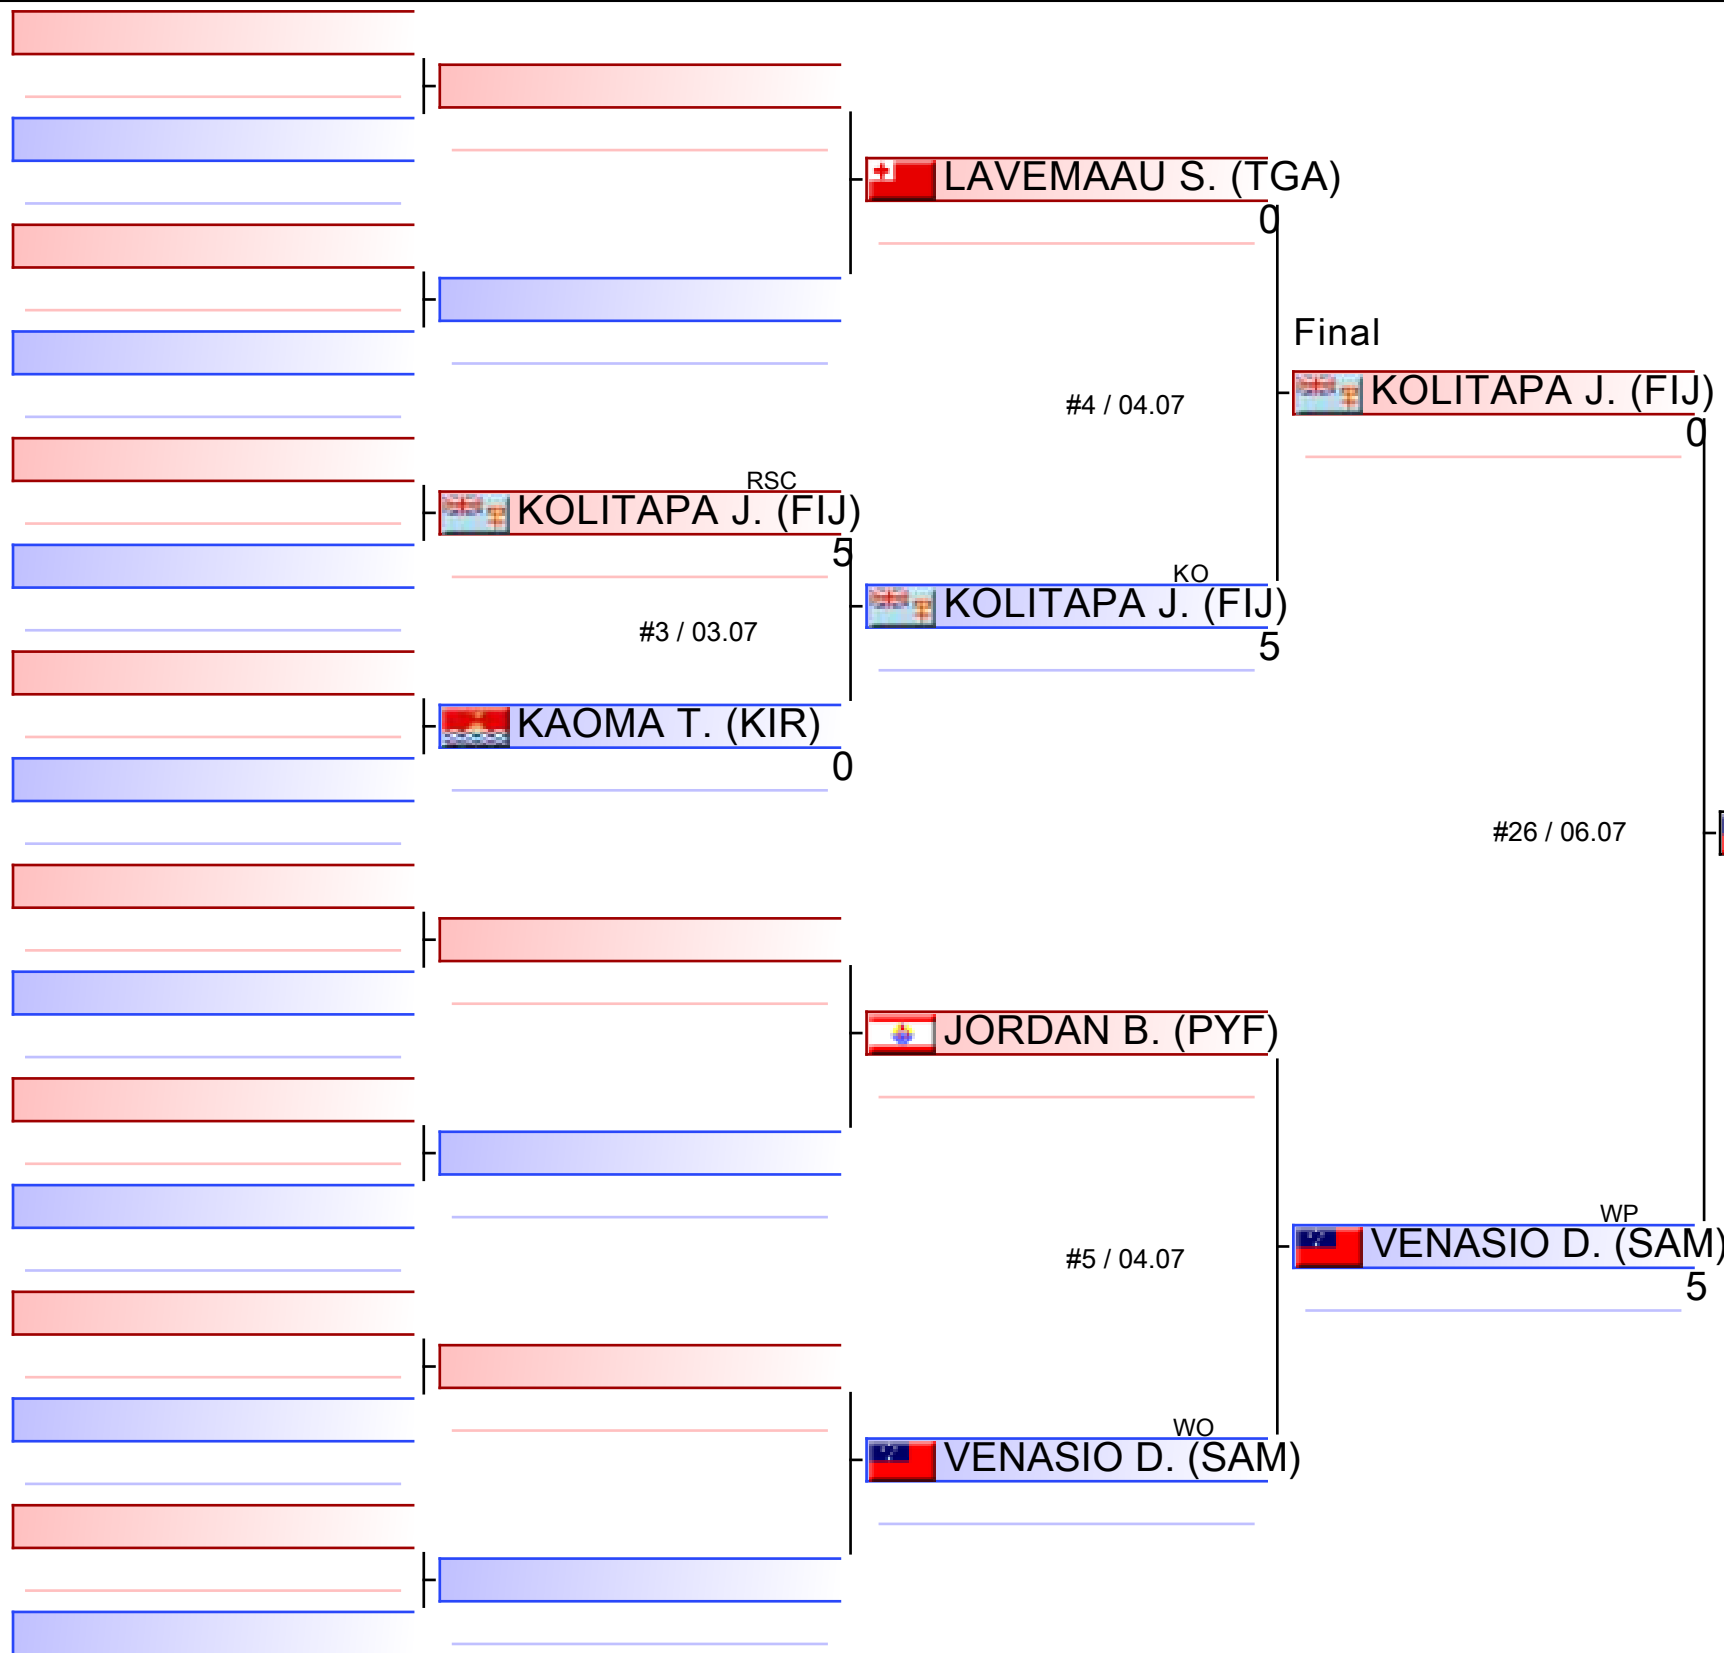 LAVEMAAU S. (TGA)
0
Final
#4 / 04.07
KOLITAPA J. (FIJ)
0
RSC
KOLITAPA J. (FIJ)
5
KO
KOLITAPA J. (FIJ)
5
#3 / 03.07
KAOMA T. (KIR)
0
#26 / 06.07
JORDAN B. (PYF)
WP
VENASIO D. (SAM)
5
#5 / 04.07
WO
VENASIO D. (SAM)